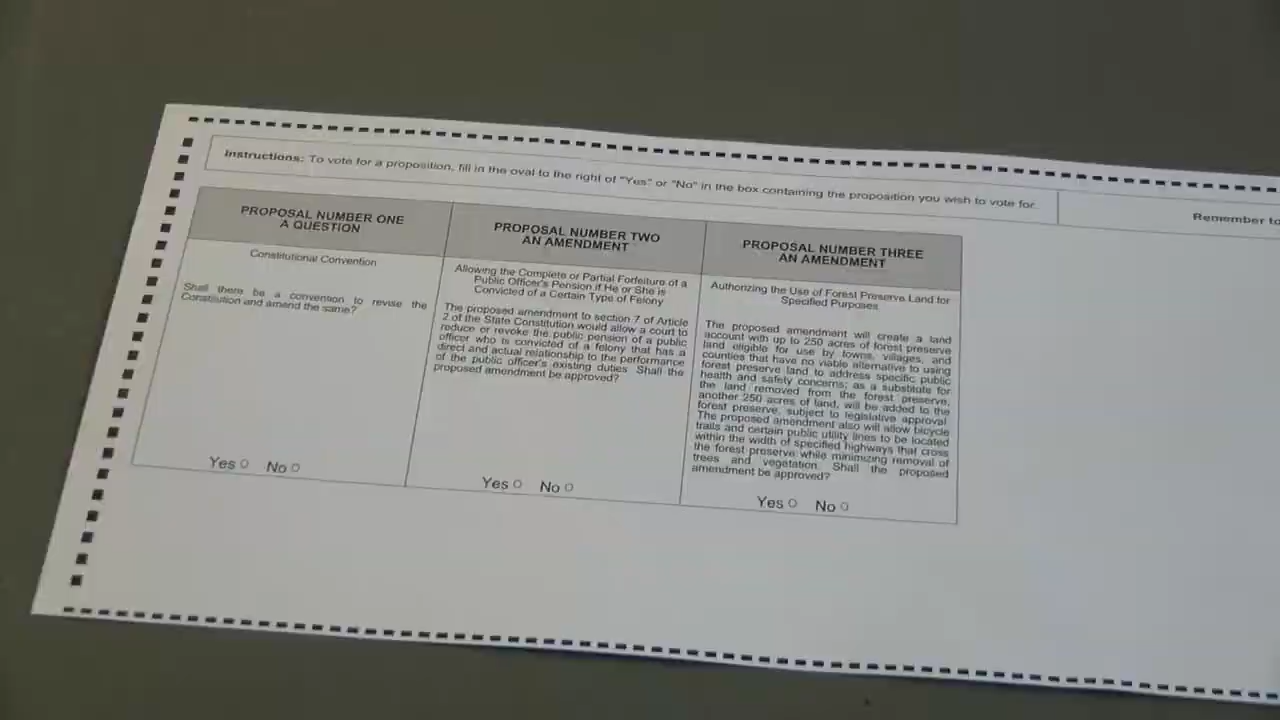 Instructions: To vote for a proposition, fill in the oval to the right of "Yes" or "No" in the box containing the proposition you wish to vote for.
Remember to
PROPOSAL NUMBER ONE
A QUESTION
Constitutional Convention
Shall there be a convention to revise the
Constitution and amend the same?
Yes No
PROPOSAL NUMBER TWO
AN AMENDMENT
Allowing the Complete or Partial Forfeiture of a
Public Officer's Pension if He or She is
Convicted of a Certain Type of Felony
The proposed amendment to section 7 of Article
2 of the State Constitution would allow a court to
reduce or revoke the public pension of a public
officer who is convicted of a felony that has a
direct and actual relationship to the performance
of the public officer's existing duties. Shall the
proposed amendment be approved?
Yes No
PROPOSAL NUMBER THREE
AN AMENDMENT
Authorizing the Use of Forest Preserve Land for
Specified Purposes
The proposed amendment will create a land
account with up to 250 acres of forest preserve
land eligible for use by towns, villages, and
counties that have no viable alternative to using
forest preserve land to address specific public
health and safety concerns; as a substitute for
the land removed from the forest preserve,
another 250 acres of land, will be added to the
forest preserve, subject to legislative approval.
The proposed amendment also will allow bicycle
trails and certain public utility lines to be located
within the width of specified highways that cross
the forest preserve while minimizing removal of
trees and vegetation. Shall the proposed
amendment be approved?
Yes No